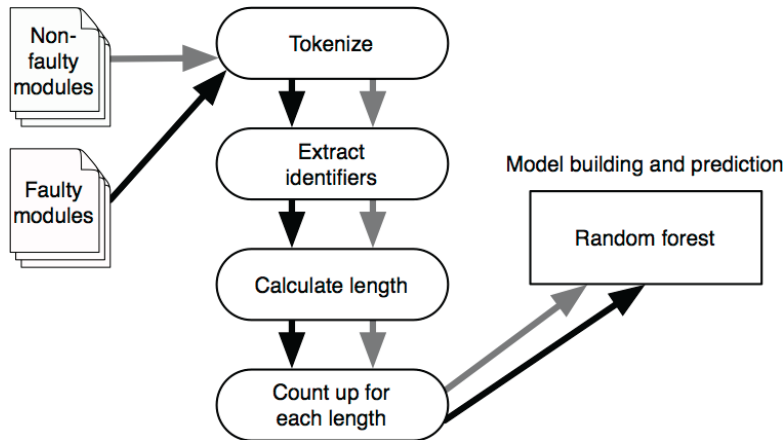 Non-
faulty
modules
Tokenize
Extract
identifiers
Faulty
modules
Model building and prediction
Random forest
Calculate length
Count up for
each length